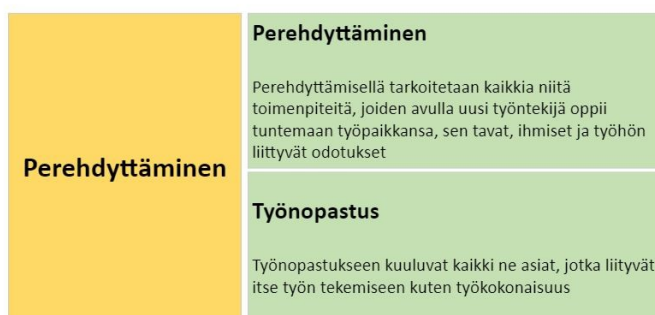 Perehdyttäminen
Perehdyttäminen
Perehdyttämisellä tarkoitetaan kaikkia niitä
toimenpiteitä, joiden avulla uusi työntekijä oppii
tuntemaan työpaikkansa, sen tavat, ihmiset ja työhön
liittyvät odotukset
Työnopastus
Työnopastukseen kuuluvat kaikki ne asiat, jotka liityvät
itse työn tekemiseen kuten työkokonaisuus